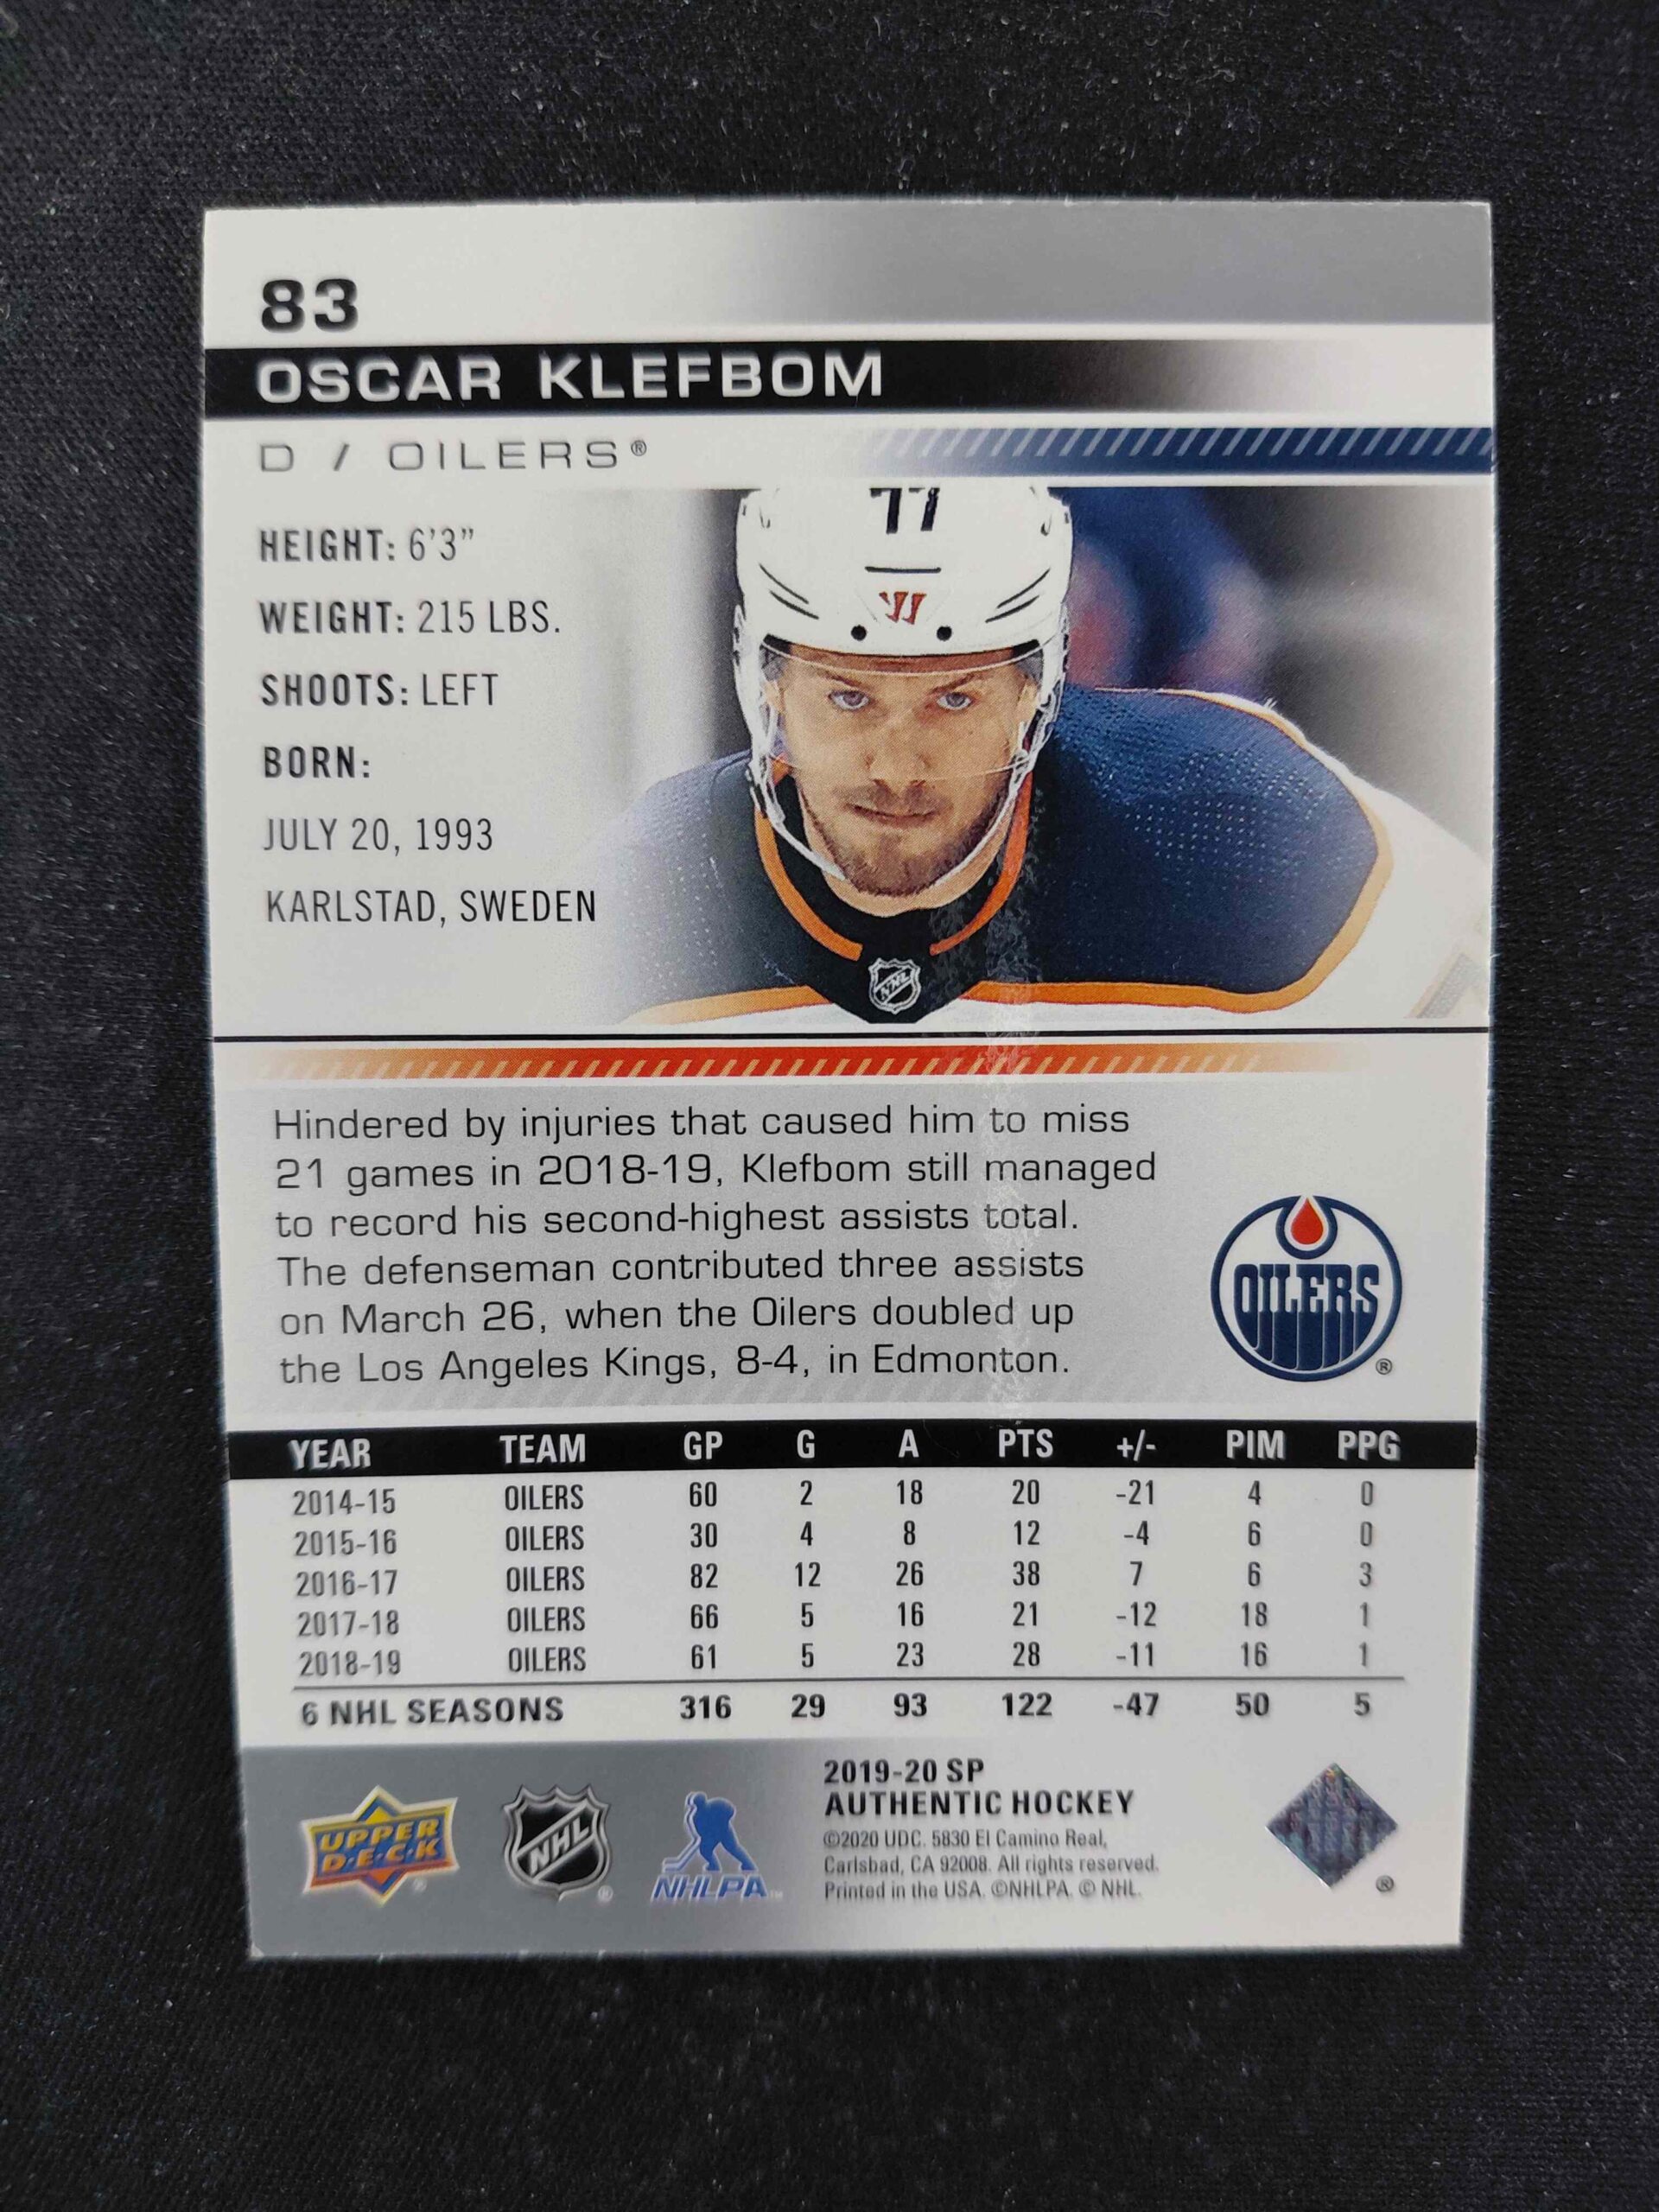 83
OSCAR KLEFBOM
D / OILERS®
HEIGHT: 6'3"
WEIGHT: 215 LBS.
SHOOTS: LEFT
BORN:
JULY 20, 1993
KARLSTAD, SWEDEN
77
NHL
Hindered by injuries that caused him to miss
21 games in 2018-19, Klefbom still managed
to record his second-highest assists total.
The defenseman contributed three assists
on March 26, when the Oilers doubled up
the Los Angeles Kings, 8-4, in Edmonton.
OILERS
®
YEAR TEAM GP G A PTS +/- PIM PPG
2014-15 OILERS 60 2 18 20 -21 4 0
2015-16 OILERS 30 4 8 12 -4 6 0
2016-17 OILERS 82 12 26 38 7 6 3
2017-18 OILERS 66 5 16 21 -12 18 1
2018-19 OILERS 61 5 23 28 -11 16 1
6 NHL SEASONS 316 29 93 122 -47 50 5
UPPER
DECK
®
NHL
®
NHLPA™
2019-20 SP
AUTHENTIC HOCKEY
©2020 UDC. 5830 El Camino Real,
Carlsbad, CA 92008. All rights reserved.
Printed in the USA. ©NHLPA. © NHL.
®